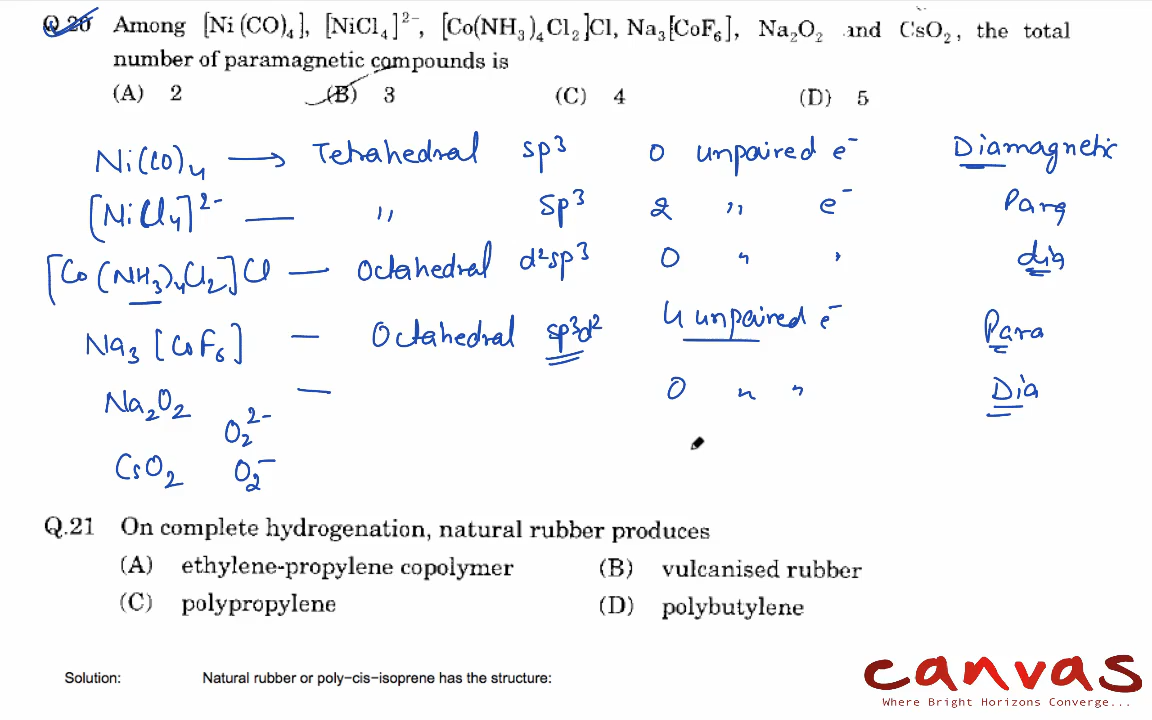 Q.20 Among [Ni(CO)₄], [NiCl₄]²⁻, [Co(NH₃)₄Cl₂]Cl, Na₃[CoF₆], Na₂O₂ and CsO₂, the total
number of paramagnetic compounds is
(A) 2 (B) 3 (C) 4 (D) 5
Ni(CO)₄ → Tetrahedral sp3 0 unpaired e⁻ Diamagnetic
[NiCl₄]²⁻ — " sp³ 2 " e⁻ Para
[Co(NH₃)₄Cl₂]Cl — Octahedral d²sp³ 0 " " dia
Na₃[CoF₆] — Octahedral sp³d² 4 unpaired e⁻ Para
Na₂O₂ — 0 " " Dia
O₂²⁻
CsO₂ O₂⁻
Q.21 On complete hydrogenation, natural rubber produces
(A) ethylene-propylene copolymer (B) vulcanised rubber
(C) polypropylene (D) polybutylene
Solution: Natural rubber or poly-cis-isoprene has the structure:
canvas
Where Bright Horizons Converge...